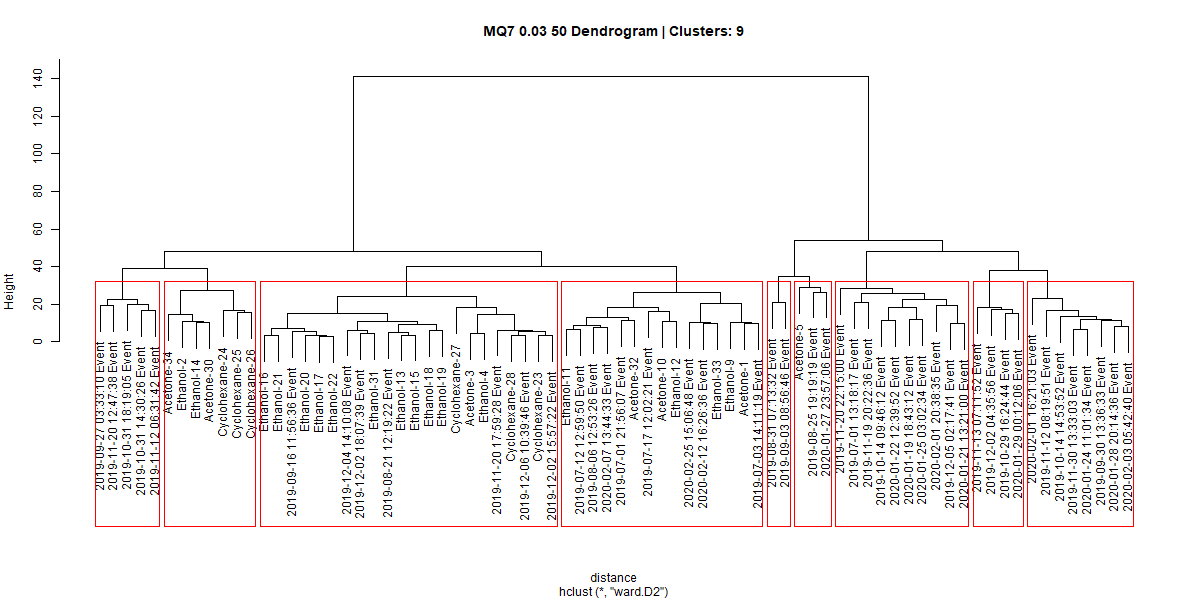 MQ7 0.03 50 Dendrogram | Clusters: 9
Height
140
120
100
80
60
40
20
0
2019-09-27 03:33:10 Event
2019-11-20 12:47:38 Event
2019-10-31 18:19:05 Event
2019-10-31 14:30:26 Event
2019-12-12 06:31:42 Event
Acetone-34
Ethanol-2
Ethanol-14
Acetone-30
Cyclohexane-24
Cyclohexane-25
Cyclohexane-26
Ethanol-16
Ethanol-21
2019-09-16 11:56:36 Event
Ethanol-20
Ethanol-17
Ethanol-22
2019-12-04 14:10:08 Event
2019-12-02 18:07:39 Event
Ethanol-31
2019-08-21 12:19:22 Event
Ethanol-13
Ethanol-15
Ethanol-18
Ethanol-19
Cyclohexane-27
Acetone-3
Ethanol-4
2019-11-20 17:59:28 Event
Cyclohexane-28
2019-12-06 10:39:46 Event
Cyclohexane-23
2019-12-02 15:57:22 Event
Ethanol-11
2019-07-12 12:59:50 Event
2019-08-06 12:53:26 Event
2020-02-07 13:44:33 Event
2019-07-01 21:56:07 Event
Acetone-32
2019-07-17 12:02:21 Event
Acetone-10
Ethanol-12
2020-02-25 15:06:48 Event
2020-02-12 16:26:36 Event
Ethanol-33
Ethanol-9
Acetone-1
2019-07-03 14:11:19 Event
2019-08-31 07:13:32 Event
2019-09-03 08:56:46 Event
Acetone-5
2019-08-25 19:19:19 Event
2020-01-27 23:57:06 Event
2019-11-20 22:15:00 Event
2019-07-01 13:18:17 Event
2019-11-19 20:22:36 Event
2019-10-14 09:46:12 Event
2020-01-22 12:39:52 Event
2020-01-19 18:43:12 Event
2020-01-25 03:02:34 Event
2020-02-01 20:38:35 Event
2019-12-05 02:17:41 Event
2020-01-21 13:21:00 Event
2019-11-13 07:11:52 Event
2019-12-02 04:35:56 Event
2019-10-29 16:24:44 Event
2020-01-29 00:12:06 Event
2020-02-01 16:21:03 Event
2019-11-12 08:19:51 Event
2019-10-14 14:53:52 Event
2019-11-30 13:33:03 Event
2020-01-24 11:01:34 Event
2019-09-30 13:36:33 Event
2020-01-28 20:14:36 Event
2020-02-03 05:42:40 Event
distance
hclust (*, "ward.D2")